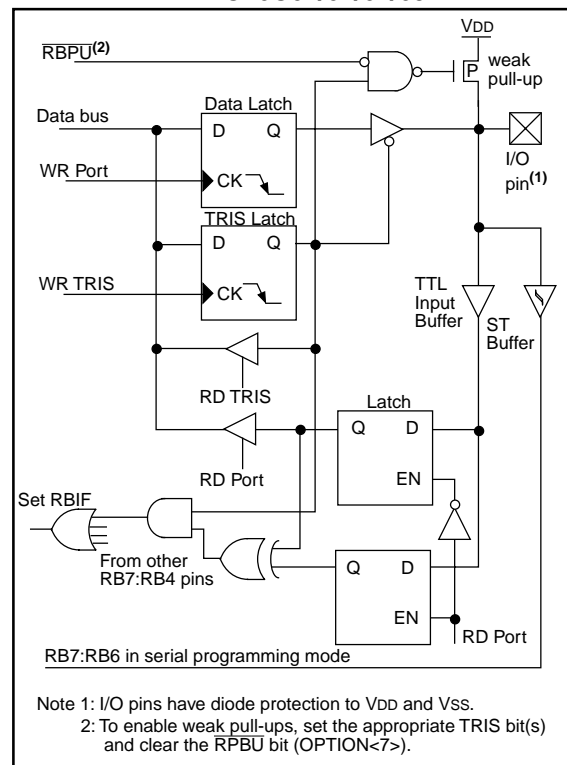 VDD
RBPU(2)
P
weak
pull-up
Data Latch
Data bus
D Q
I/O
pin(1)
WR Port
CK
TRIS Latch
D Q
WR TRIS
CK
TTL
Input
Buffer
ST
Buffer
RD TRIS
Latch
Q D
RD Port
EN
Set RBIF
From other
RB7:RB4 pins
Q D
EN
RD Port
RB7:RB6 in serial programming mode
Note 1: I/O pins have diode protection to VDD and VSS.
2: To enable weak pull-ups, set the appropriate TRIS bit(s)
and clear the RPBU bit (OPTION<7>).